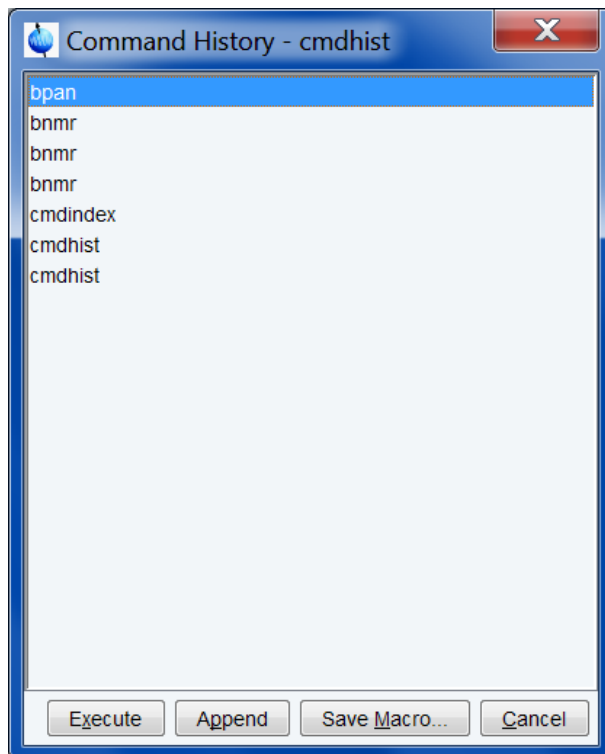 Command History - cmdhist
bpan
bnmr
bnmr
bnmr
cmdindex
cmdhist
cmdhist
Execute Append Save Macro... Cancel